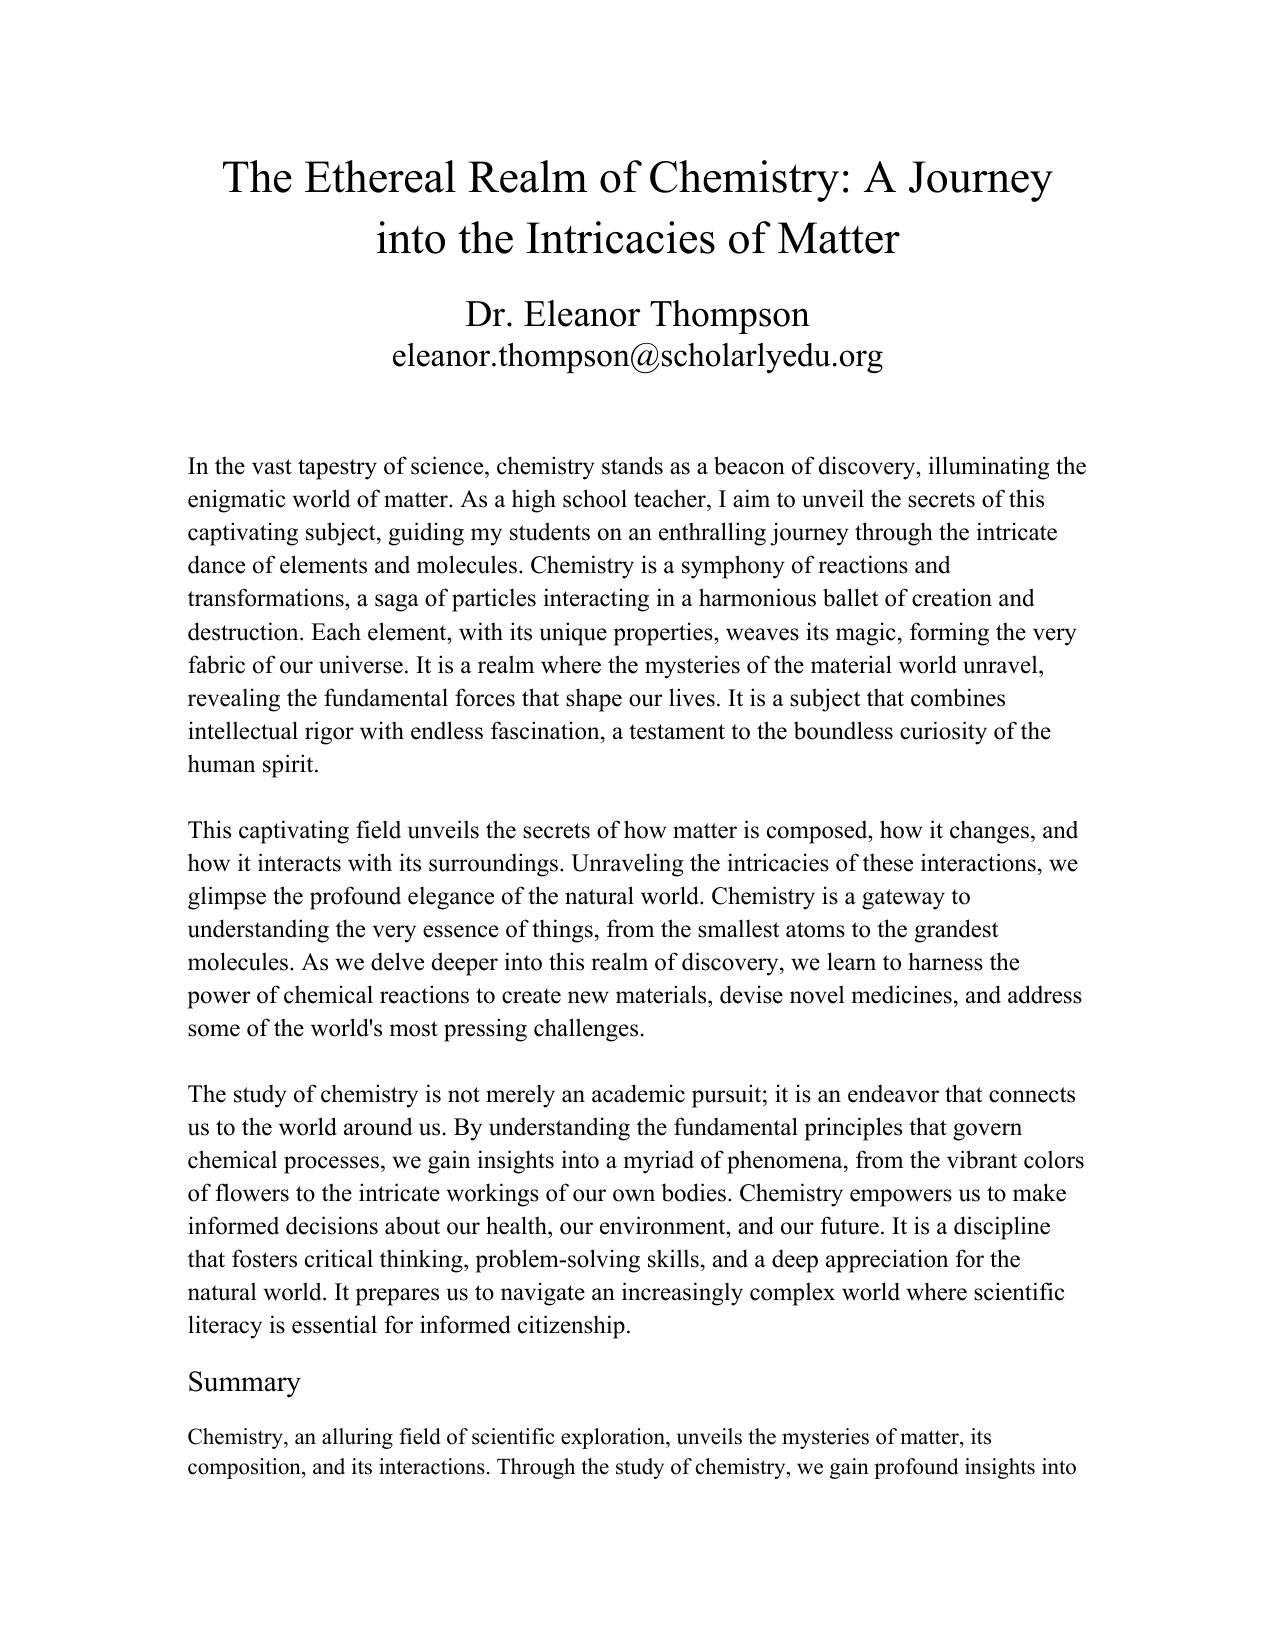 The Ethereal Realm of Chemistry: A Journey
into the Intricacies of Matter
Dr. Eleanor Thompson
eleanor.thompson@scholarlyedu.org
In the vast tapestry of science, chemistry stands as a beacon of discovery, illuminating the
enigmatic world of matter. As a high school teacher, I aim to unveil the secrets of this
captivating subject, guiding my students on an enthralling journey through the intricate
dance of elements and molecules. Chemistry is a symphony of reactions and
transformations, a saga of particles interacting in a harmonious ballet of creation and
destruction. Each element, with its unique properties, weaves its magic, forming the very
fabric of our universe. It is a realm where the mysteries of the material world unravel,
revealing the fundamental forces that shape our lives. It is a subject that combines
intellectual rigor with endless fascination, a testament to the boundless curiosity of the
human spirit.
This captivating field unveils the secrets of how matter is composed, how it changes, and
how it interacts with its surroundings. Unraveling the intricacies of these interactions, we
glimpse the profound elegance of the natural world. Chemistry is a gateway to
understanding the very essence of things, from the smallest atoms to the grandest
molecules. As we delve deeper into this realm of discovery, we learn to harness the
power of chemical reactions to create new materials, devise novel medicines, and address
some of the world's most pressing challenges.
The study of chemistry is not merely an academic pursuit; it is an endeavor that connects
us to the world around us. By understanding the fundamental principles that govern
chemical processes, we gain insights into a myriad of phenomena, from the vibrant colors
of flowers to the intricate workings of our own bodies. Chemistry empowers us to make
informed decisions about our health, our environment, and our future. It is a discipline
that fosters critical thinking, problem-solving skills, and a deep appreciation for the
natural world. It prepares us to navigate an increasingly complex world where scientific
literacy is essential for informed citizenship.
Summary
Chemistry, an alluring field of scientific exploration, unveils the mysteries of matter, its
composition, and its interactions. Through the study of chemistry, we gain profound insights into